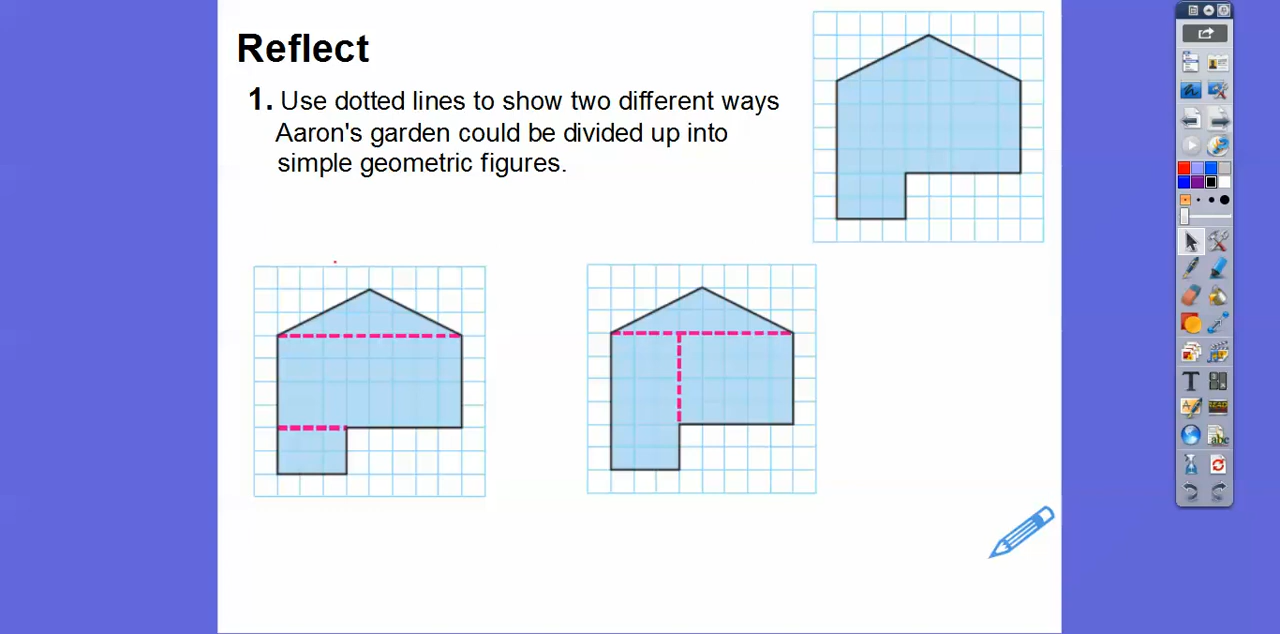 Reflect
1. Use dotted lines to show two different ways
Aaron's garden could be divided up into
simple geometric figures.
T
abc